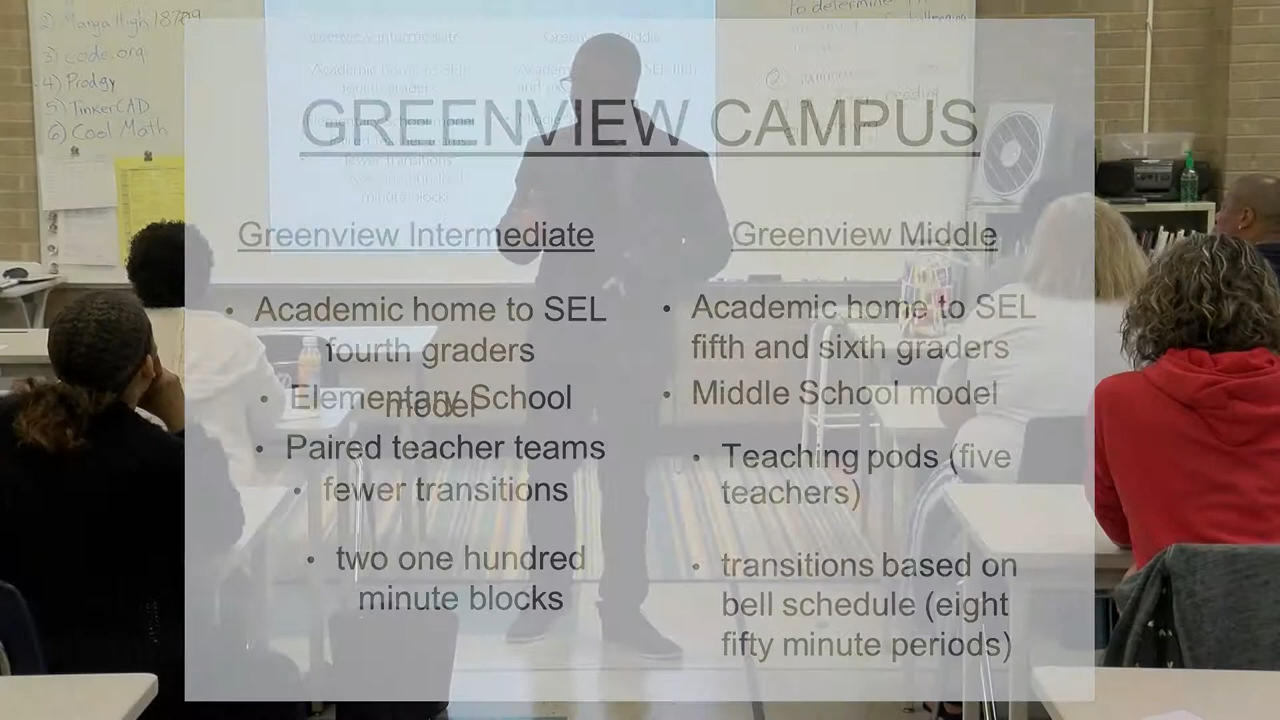 2) Manga High
3) code.org
4) Prodgy
5) TinkerCAD
6) Cool Math
to determine
GREENVIEW CAMPUS
Greenview Intermediate
• Academic home to SEL
fourth graders
• Elementary School
model
• Paired teacher teams
• fewer transitions
• two one hundred
minute blocks
Greenview Middle
• Academic home to SEL
fifth and sixth graders
• Middle School model
• Teaching pods (five
teachers)
• transitions based on
bell schedule (eight
fifty minute periods)